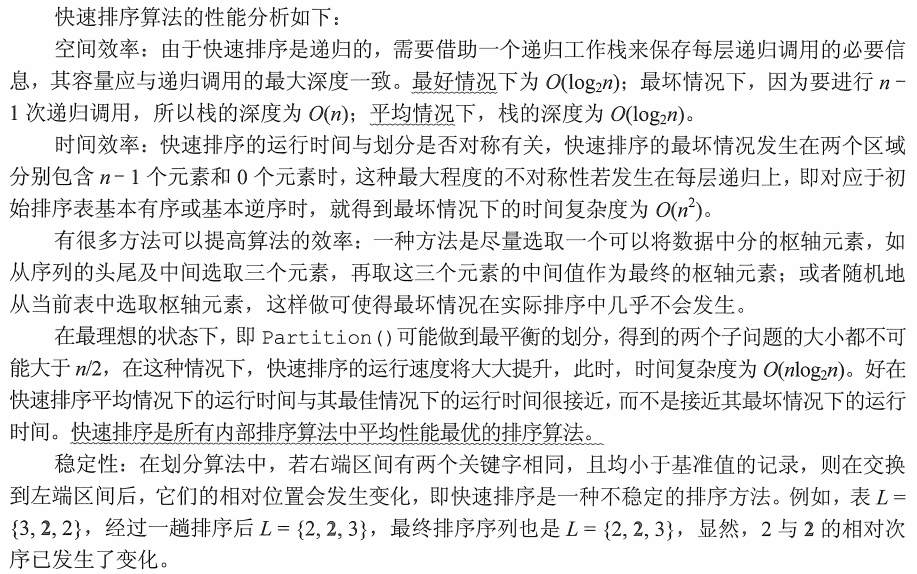 快速排序算法的性能分析如下：
空间效率：由于快速排序是递归的，需要借助一个递归工作栈来保存每层递归调用的必要信
息，其容量应与递归调用的最大深度一致。最好情况下为 O(log₂n)；最坏情况下，因为要进行 n −
1 次递归调用，所以栈的深度为 O(n)；平均情况下，栈的深度为 O(log₂n)。
时间效率：快速排序的运行时间与划分是否对称有关，快速排序的最坏情况发生在两个区域
分别包含 n − 1 个元素和 0 个元素时，这种最大程度的不对称性若发生在每层递归上，即对应于初
始排序表基本有序或基本逆序时，就得到最坏情况下的时间复杂度为 O(n²)。
有很多方法可以提高算法的效率：一种方法是尽量选取一个可以将数据中分的枢轴元素，如
从序列的头尾及中间选取三个元素，再取这三个元素的中间值作为最终的枢轴元素；或者随机地
从当前表中选取枢轴元素，这样做可使得最坏情况在实际排序中几乎不会发生。
在最理想的状态下，即 Partition()可能做到最平衡的划分，得到的两个子问题的大小都不可
能大于 n/2，在这种情况下，快速排序的运行速度将大大提升，此时，时间复杂度为 O(nlog₂n)。好在
快速排序平均情况下的运行时间与其最佳情况下的运行时间很接近，而不是接近其最坏情况下的运行
时间。快速排序是所有内部排序算法中平均性能最优的排序算法。
稳定性：在划分算法中，若右端区间有两个关键字相同，且均小于基准值的记录，则在交换
到左端区间后，它们的相对位置会发生变化，即快速排序是一种不稳定的排序方法。例如，表 L =
{3, 2, 2}，经过一趟排序后 L = {2, 2, 3}，最终排序序列也是 L = {2, 2, 3}，显然，2 与 2 的相对次
序已发生了变化。